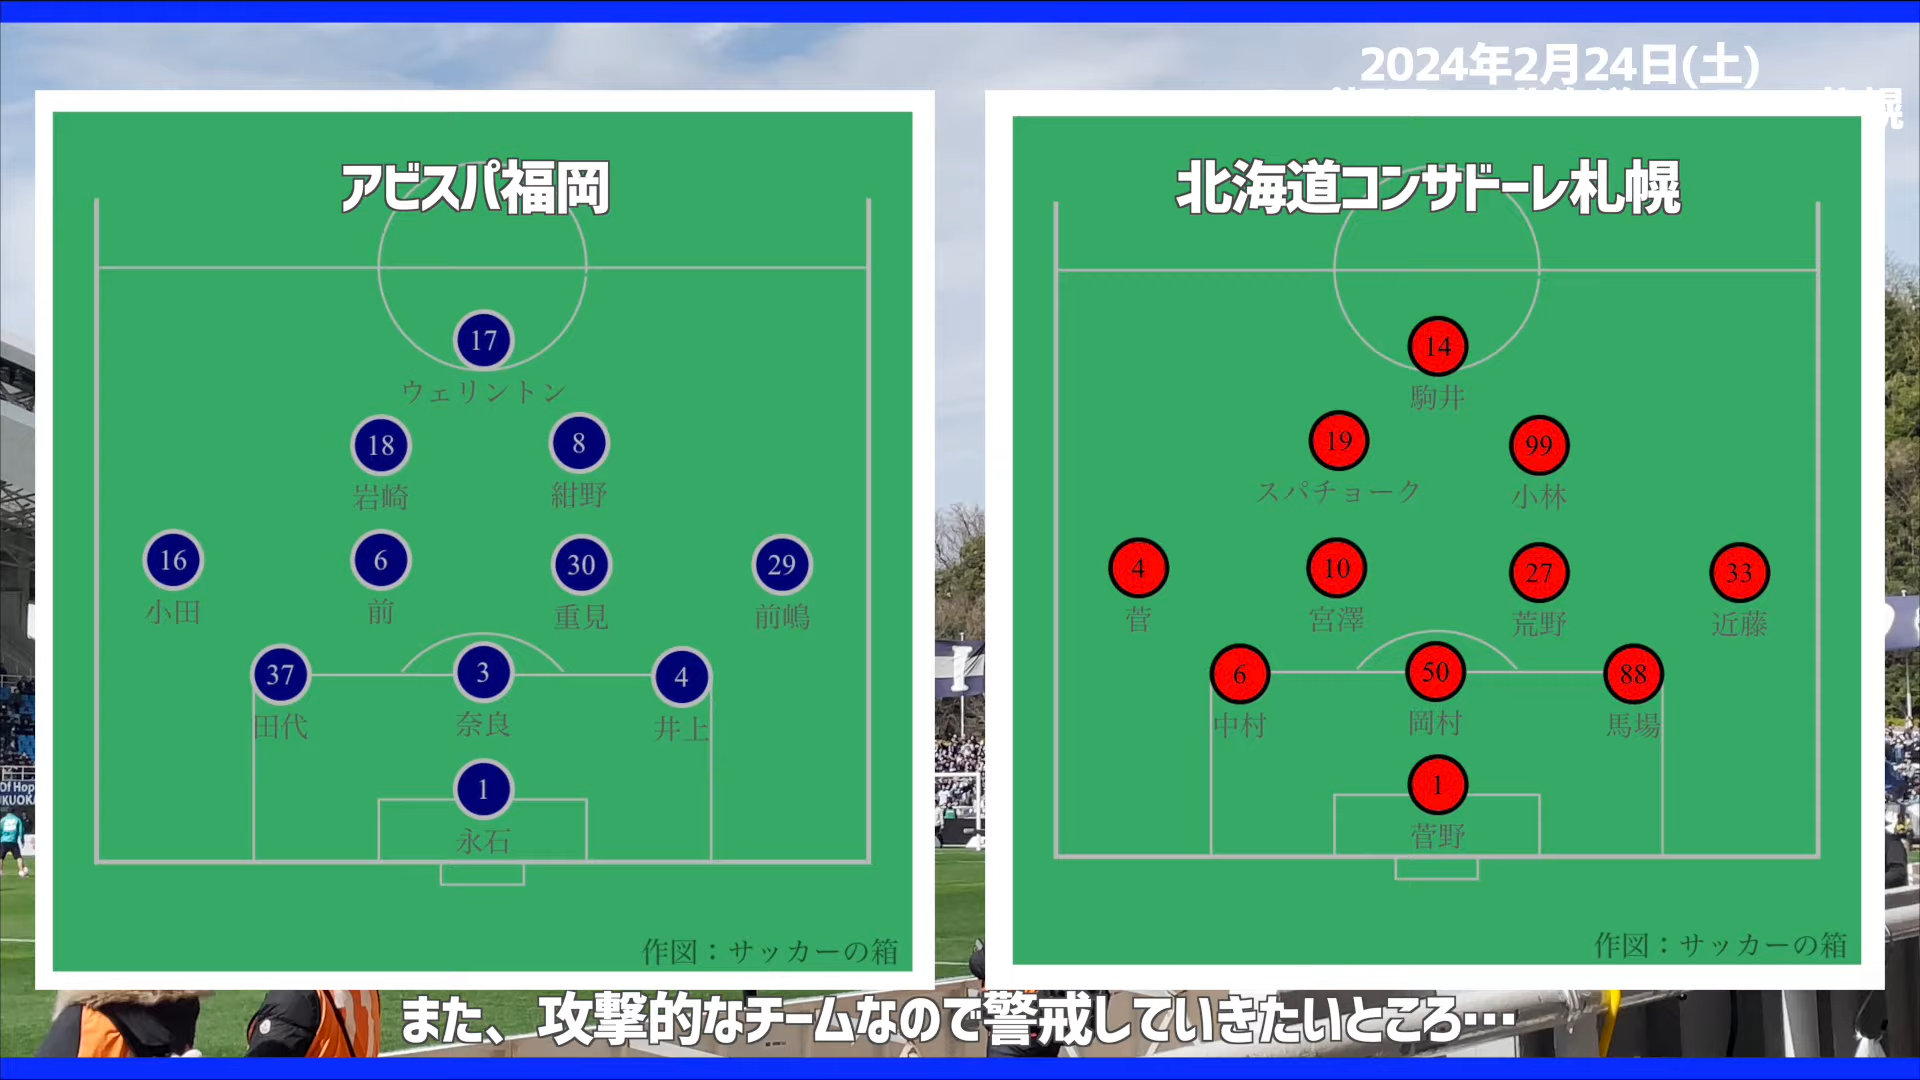 2024年2月24日(土)
幌
アビスパ福岡
17
ウェリントン
18
岩崎
8
紺野
16
小田
6
前
30
重見
29
前嶋
37
田代
3
奈良
4
井上
1
永石
作図：サッカーの箱
北海道コンサドーレ札幌
14
駒井
19
スパチョーク
99
小林
4
菅
10
宮澤
27
荒野
33
近藤
6
中村
50
岡村
88
馬場
1
菅野
作図：サッカーの箱
Of Hop
UKUOKA
また、攻撃的なチームなので警戒していきたいところ…